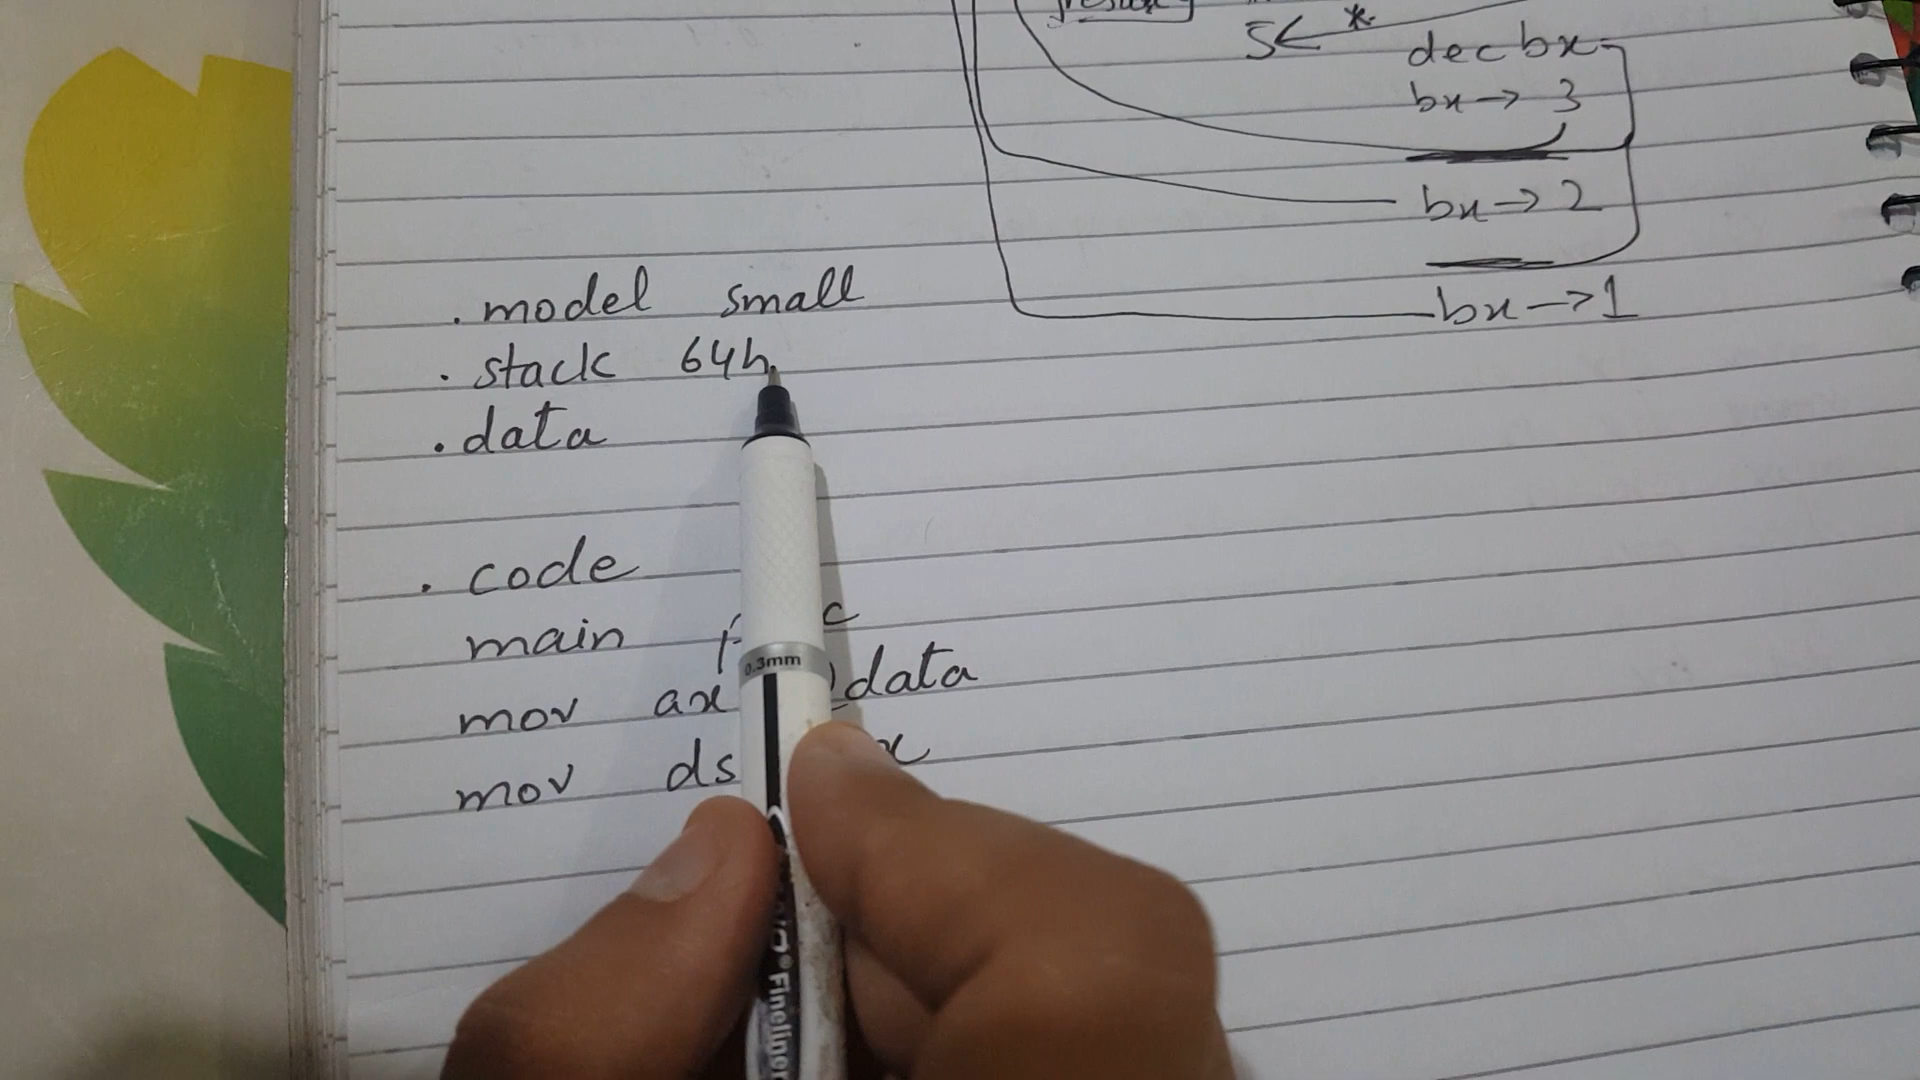 5 ← *
dec bx
bx → 3
bx → 2
bx → 1
. model small
. stack 64h
. data
. code
main
mov ax @data
mov ds
0.3mm
Fineliner